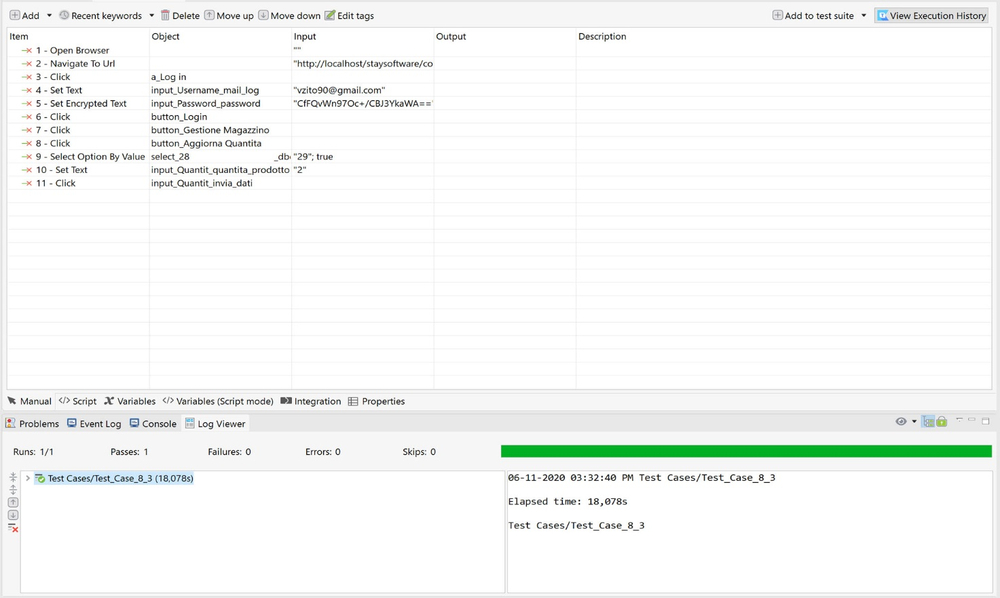 Add Recent keywords Delete Move up Move down Edit tags Add to test suite View Execution History
Item Object Input Output Description
1 - Open Browser ""
2 - Navigate To Url "http://localhost/staysoftware/co
3 - Click a_Log in
4 - Set Text input_Username_mail_log "vzito90@gmail.com"
5 - Set Encrypted Text input_Password_password "CfFQvWn97Oc+/CBJ3YkaWA=="
6 - Click button_Login
7 - Click button_Gestione Magazzino
8 - Click button_Aggiorna Quantita
9 - Select Option By Value select_28 _dbc "29"; true
10 - Set Text input_Quantit_quantita_prodotto "2"
11 - Click input_Quantit_invia_dati
Manual Script Variables Variables (Script mode) Integration Properties
Problems Event Log Console Log Viewer
Runs: 1/1 Passes: 1 Failures: 0 Errors: 0 Skips: 0
Test Cases/Test_Case_8_3 (18,078s)
06-11-2020 03:32:40 PM Test Cases/Test_Case_8_3
Elapsed time: 18,078s
Test Cases/Test_Case_8_3